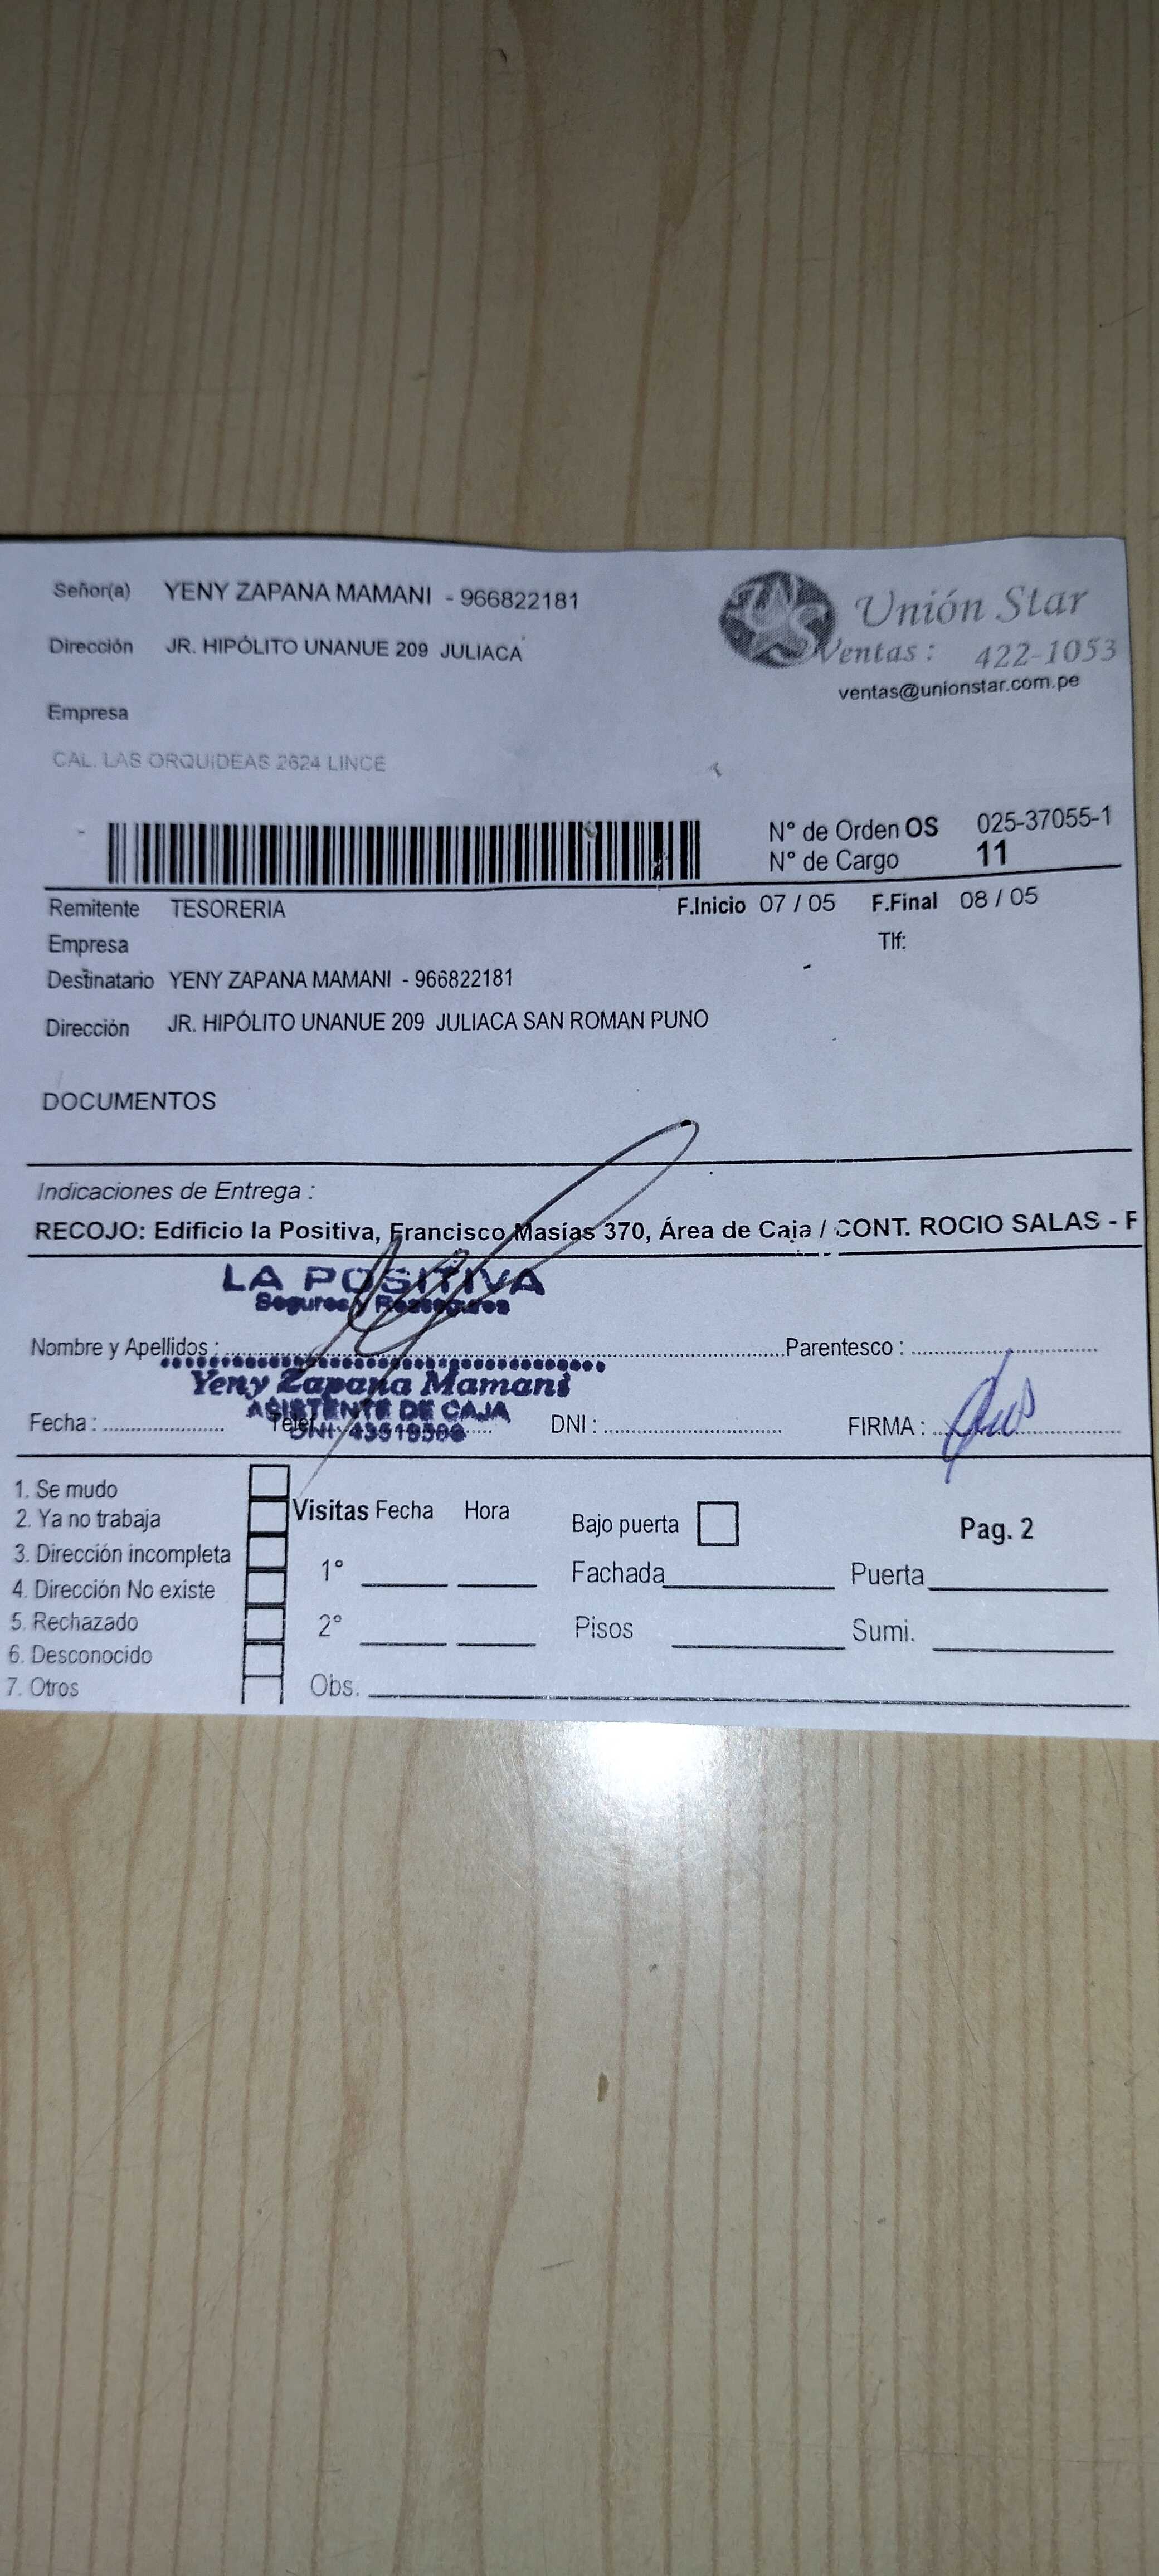 Señor(a) YENY ZAPANA MAMANI - 966822181
Dirección JR. HIPÓLITO UNANUE 209 JULIACA
Empresa
CAL. LAS ORQUIDEAS 2624 LINCE
Unión Star
Ventas : 422-1053
ventas@unionstar.com.pe
N° de Orden OS 025-37055-1
N° de Cargo 11
Remitente TESORERIA F.Inicio 07 / 05 F.Final 08 / 05
Empresa Tlf:
Destinatario YENY ZAPANA MAMANI - 966822181
Dirección JR. HIPÓLITO UNANUE 209 JULIACA SAN ROMAN PUNO
DOCUMENTOS
Indicaciones de Entrega :
RECOJO: Edificio la Positiva, Francisco Masías 370, Área de Caja / CONT. ROCIO SALAS - F
LA POSITIVA
Seguros y Reaseguros
Nombre y Apellidos : Parentesco :
Yeny Zapana Mamani
ASISTENTE DE CAJA
Fecha : Telef. DNI : FIRMA :
1. Se mudo
2. Ya no trabaja
3. Dirección incompleta
4. Dirección No existe
5. Rechazado
6. Desconocido
7. Otros
Visitas Fecha Hora
1°
2°
Obs.
Bajo puerta
Fachada
Pisos
Pag. 2
Puerta
Sumi.